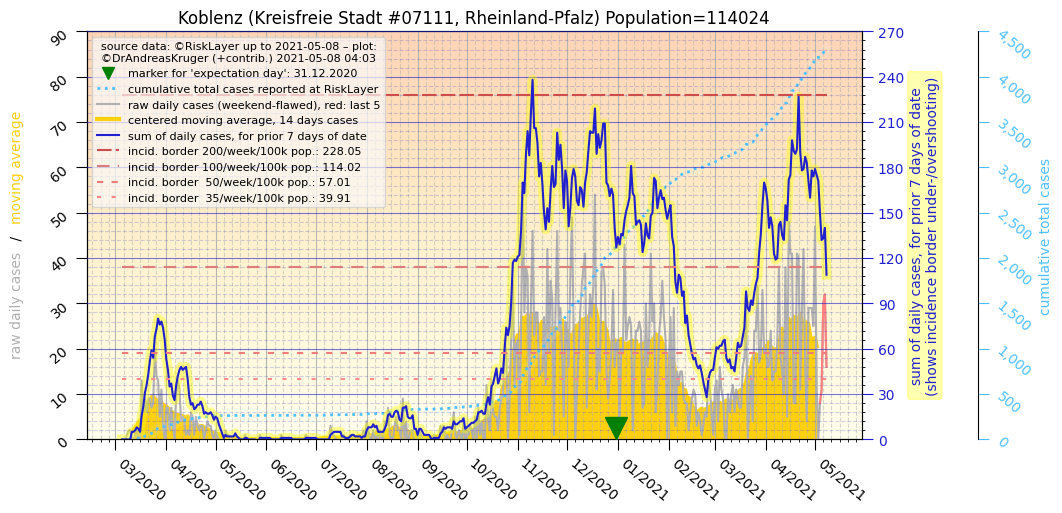 Koblenz (Kreisfreie Stadt #07111, Rheinland-Pfalz) Population=114024
source data: ©RiskLayer up to 2021-05-08 – plot:
©DrAndreasKruger (+contrib.) 2021-05-08 04:03
marker for 'expectation day': 31.12.2020
cumulative total cases reported at RiskLayer
raw daily cases (weekend-flawed), red: last 5
centered moving average, 14 days cases
sum of daily cases, for prior 7 days of date
incid. border 200/week/100k pop.: 228.05
incid. border 100/week/100k pop.: 114.02
incid. border 50/week/100k pop.: 57.01
incid. border 35/week/100k pop.: 39.91
raw daily cases / moving average
90
80
70
60
50
40
30
20
10
0
03/2020
04/2020
05/2020
06/2020
07/2020
08/2020
09/2020
10/2020
11/2020
12/2020
01/2021
02/2021
03/2021
04/2021
05/2021
270
240
210
180
150
120
90
60
30
0
sum of daily cases, for prior 7 days of date
(shows incidence border under-/overshooting)
4,500
4,000
3,500
3,000
2,500
2,000
1,500
1,000
500
0
cumulative total cases